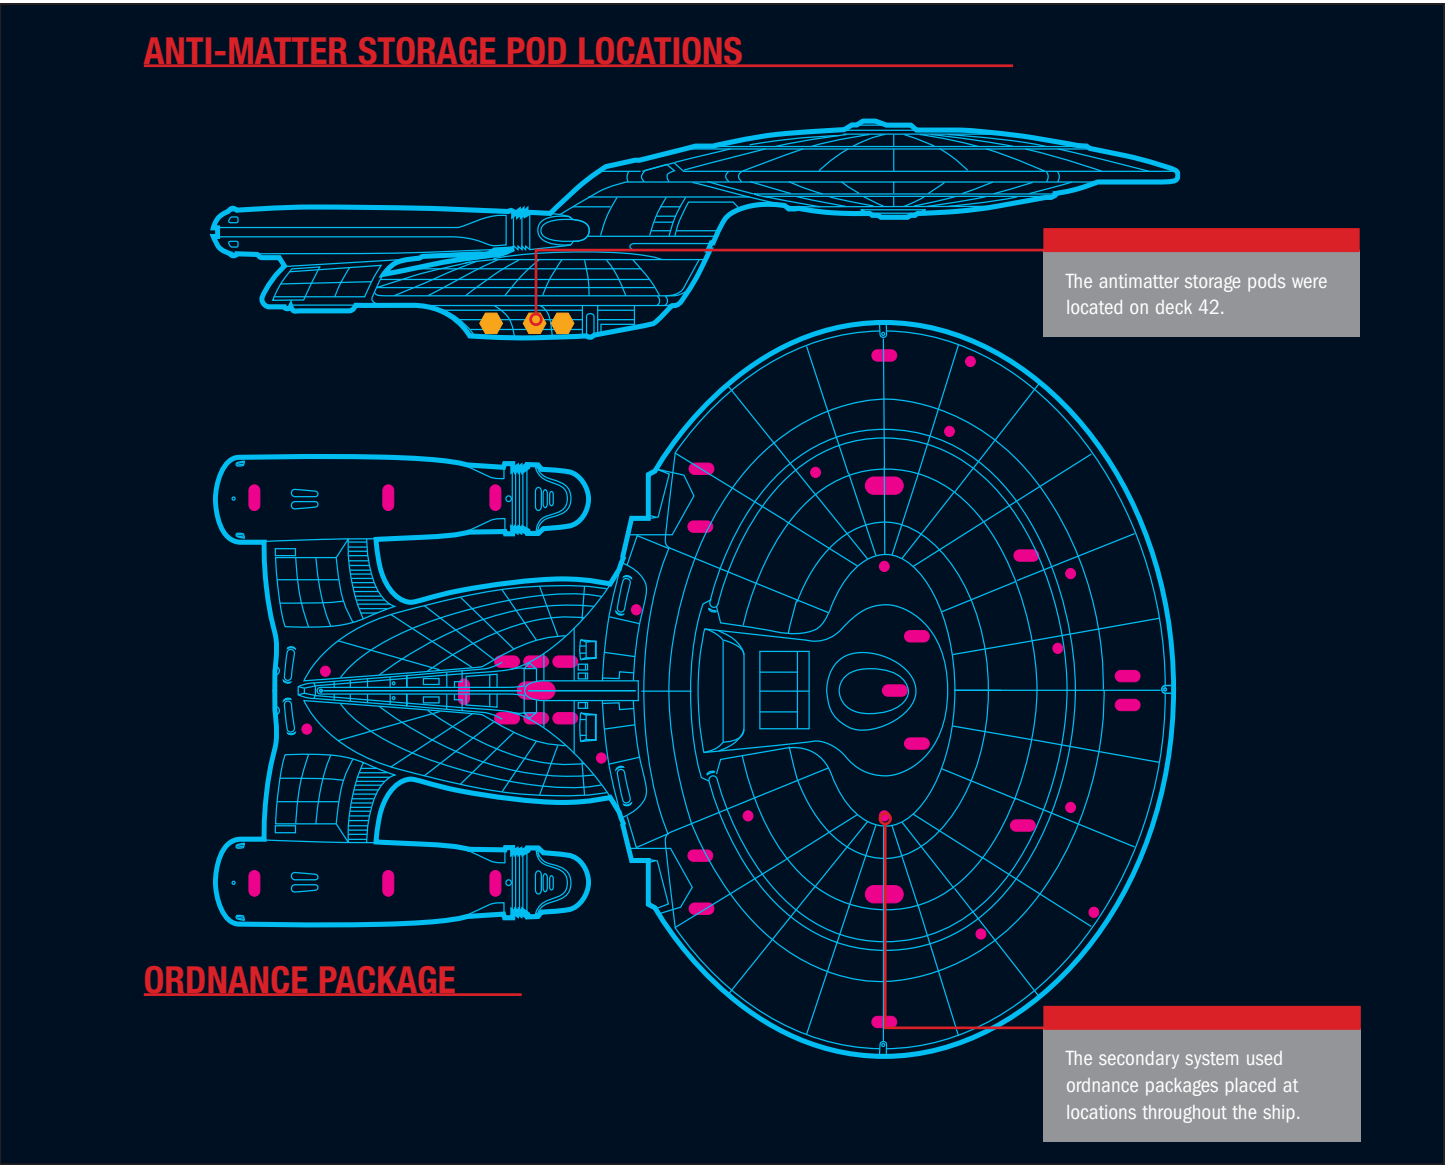 ANTI-MATTER STORAGE POD LOCATIONS
The antimatter storage pods were
located on deck 42.
ORDNANCE PACKAGE
The secondary system used
ordnance packages placed at
locations throughout the ship.